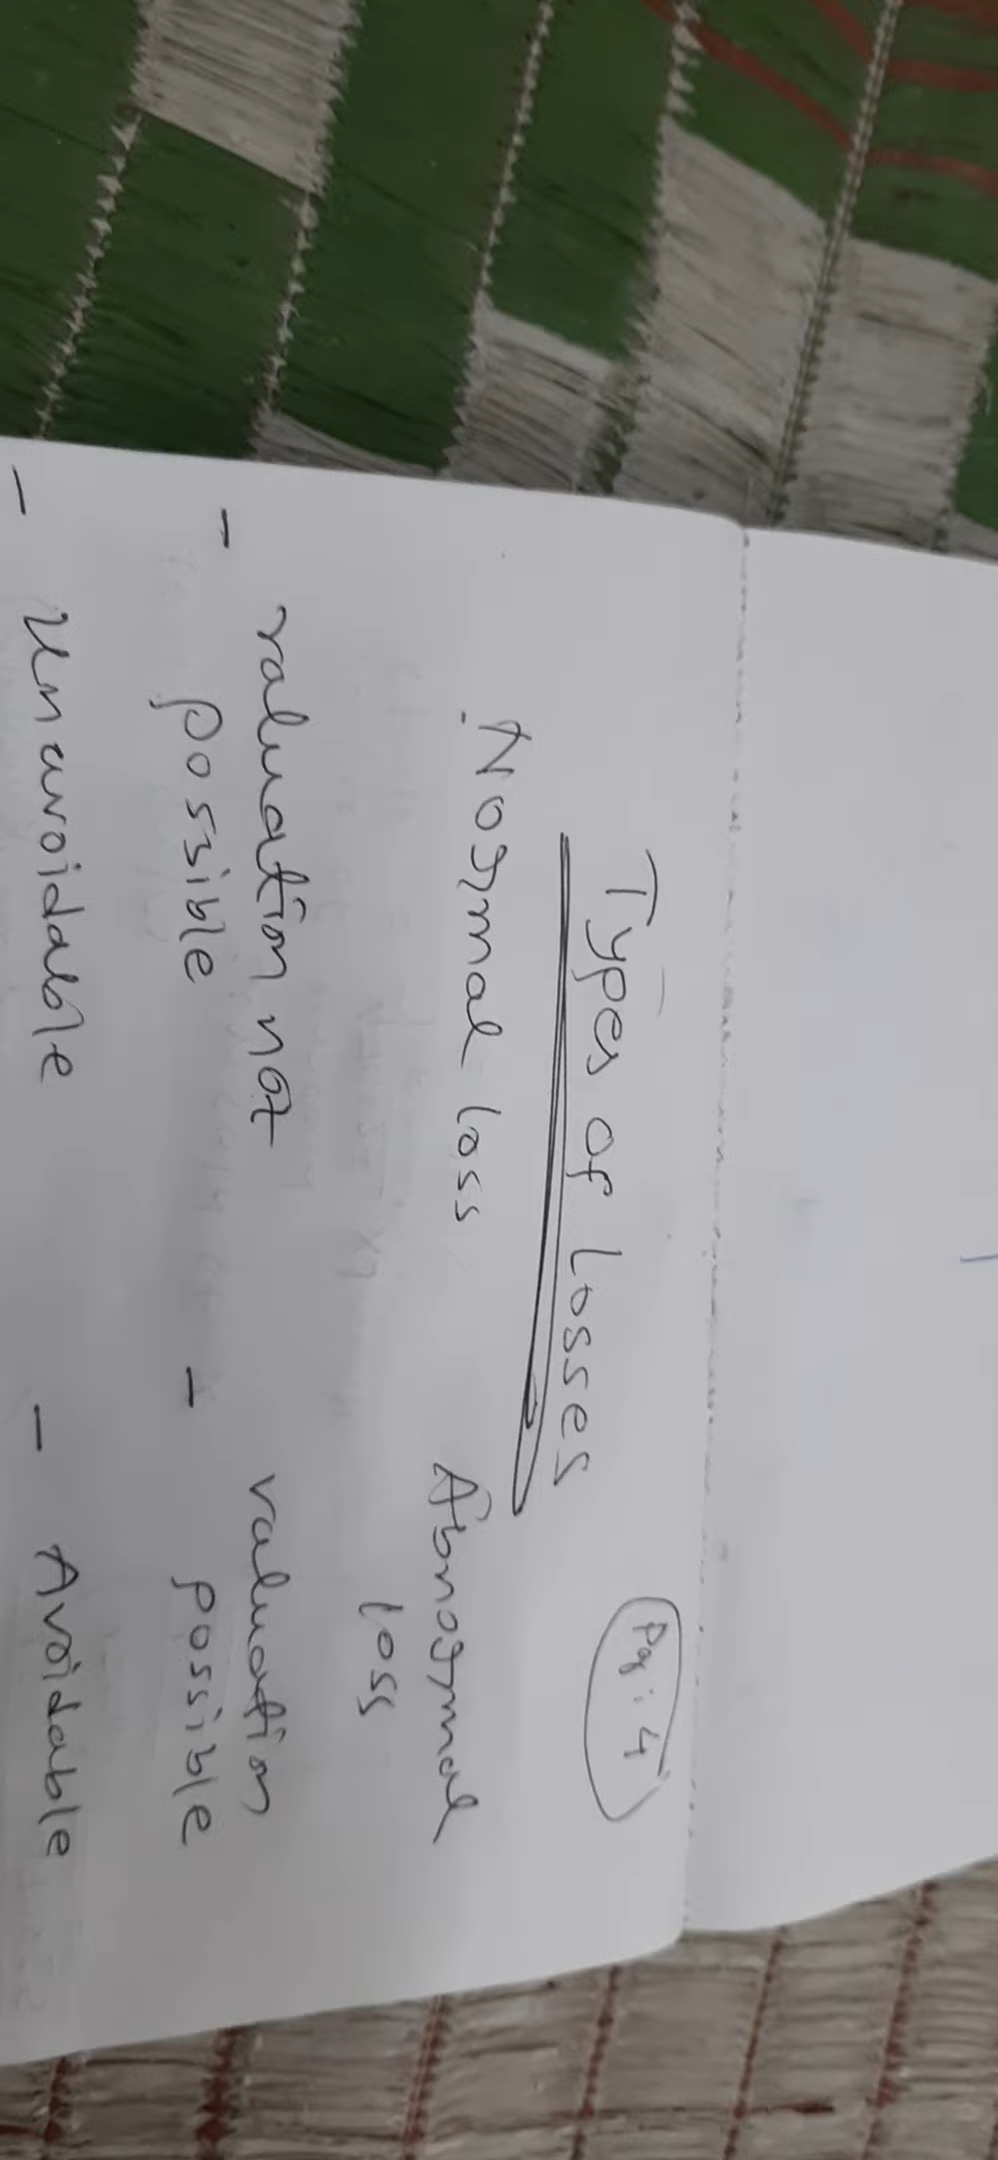 Pg: 4
Types of Losses
Normal loss
Abnormal
loss
- valuation not
possible
- valuation
possible
- Unavoidable
- Avoidable